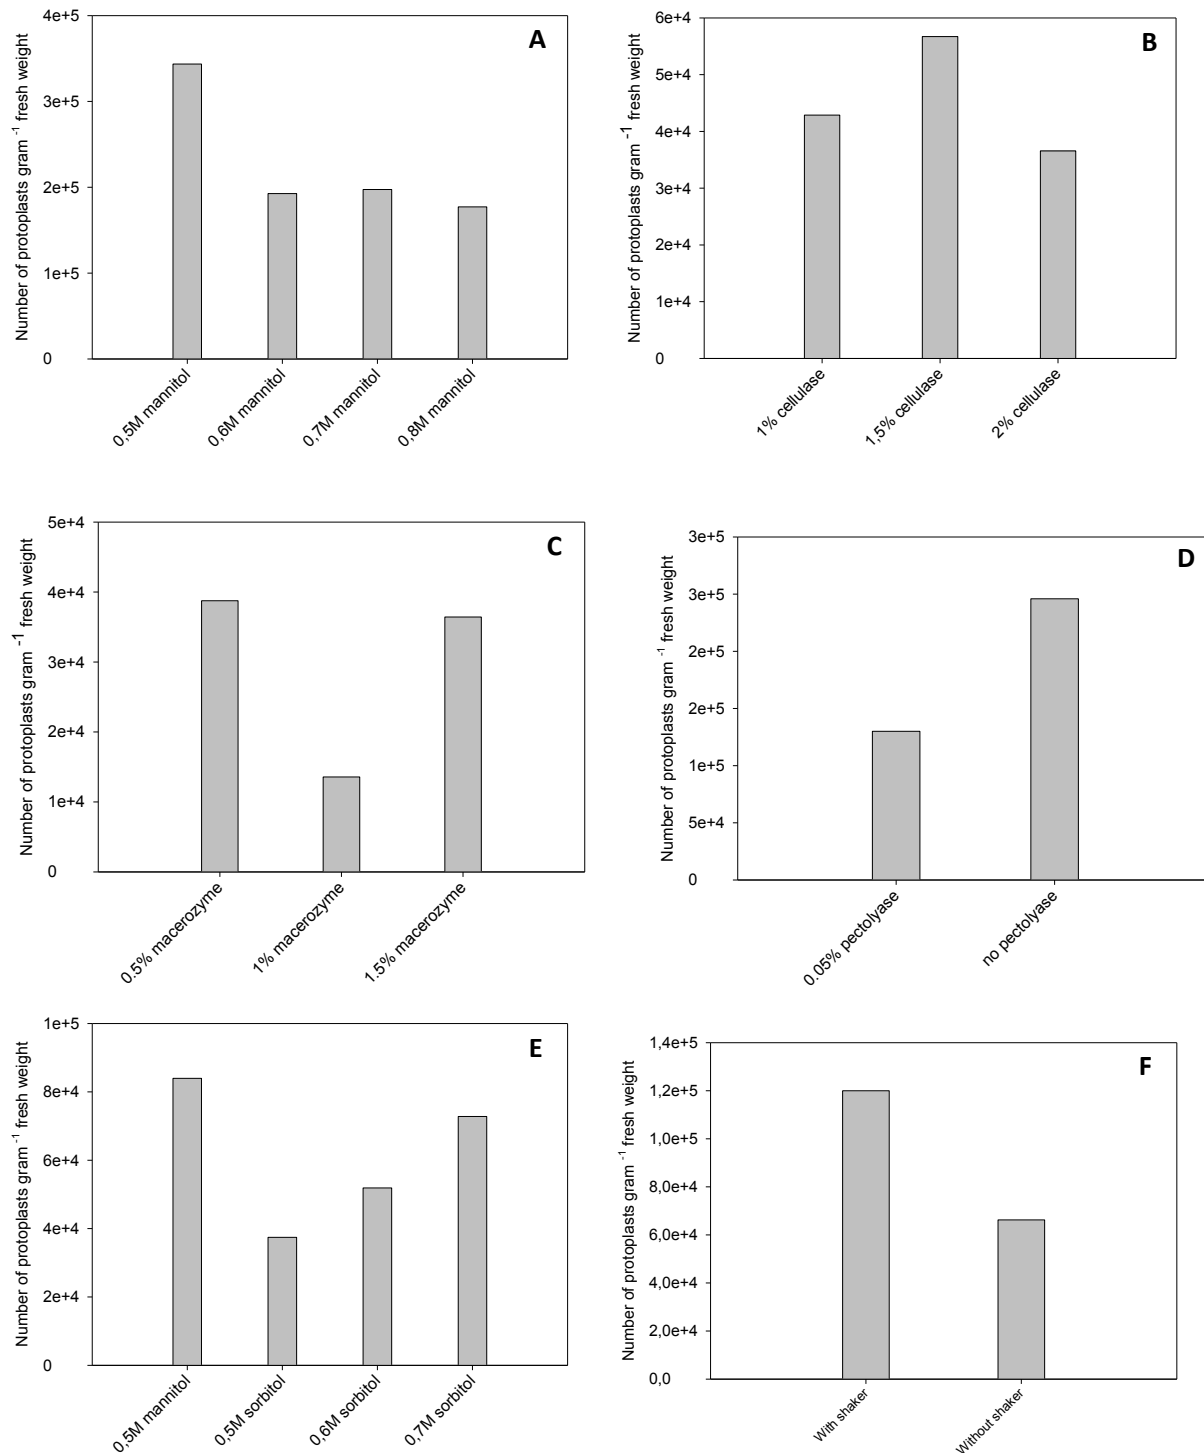 A
Number of protoplasts gram -1 fresh weight
4e+5
3e+5
2e+5
1e+5
0
0,5M mannitol
0,6M mannitol
0,7M mannitol
0,8M mannitol
B
Number of protoplasts gram -1 fresh weight
6e+4
5e+4
4e+4
3e+4
2e+4
1e+4
0
1% cellulase
1,5% cellulase
2% cellulase
C
Number of protoplasts gram -1 fresh weight
5e+4
4e+4
3e+4
2e+4
1e+4
0
0.5% macerozyme
1% macerozyme
1.5% macerozyme
D
Number of protoplasts gram -1 fresh weight
3e+5
3e+5
2e+5
2e+5
1e+5
5e+4
0
0.05% pectolyase
no pectolyase
E
Number of protoplasts gram -1 fresh weight
1e+5
8e+4
6e+4
4e+4
2e+4
0
0,5M mannitol
0,5M sorbitol
0,6M sorbitol
0,7M sorbitol
F
Number of protoplasts gram -1 fresh weight
1,4e+5
1,2e+5
1,0e+5
8,0e+4
6,0e+4
4,0e+4
2,0e+4
0,0
With shaker
Without shaker